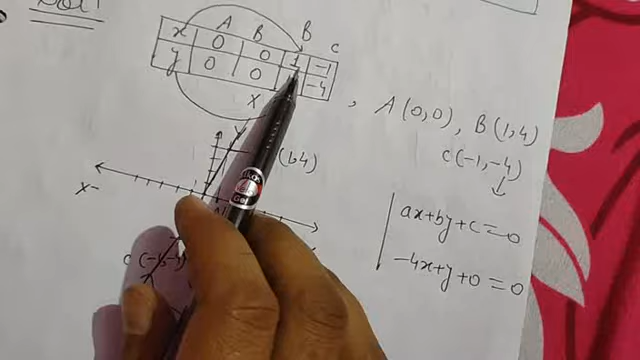 Sol:
A B B C
x 0 0 1 -1
y 0 0 -4
X
A(0,0), B(1,4)
C(-1,-4)
Y
(1,4)
X-
C(-1,-4)
ax+by+c=0
-4x+y+0=0